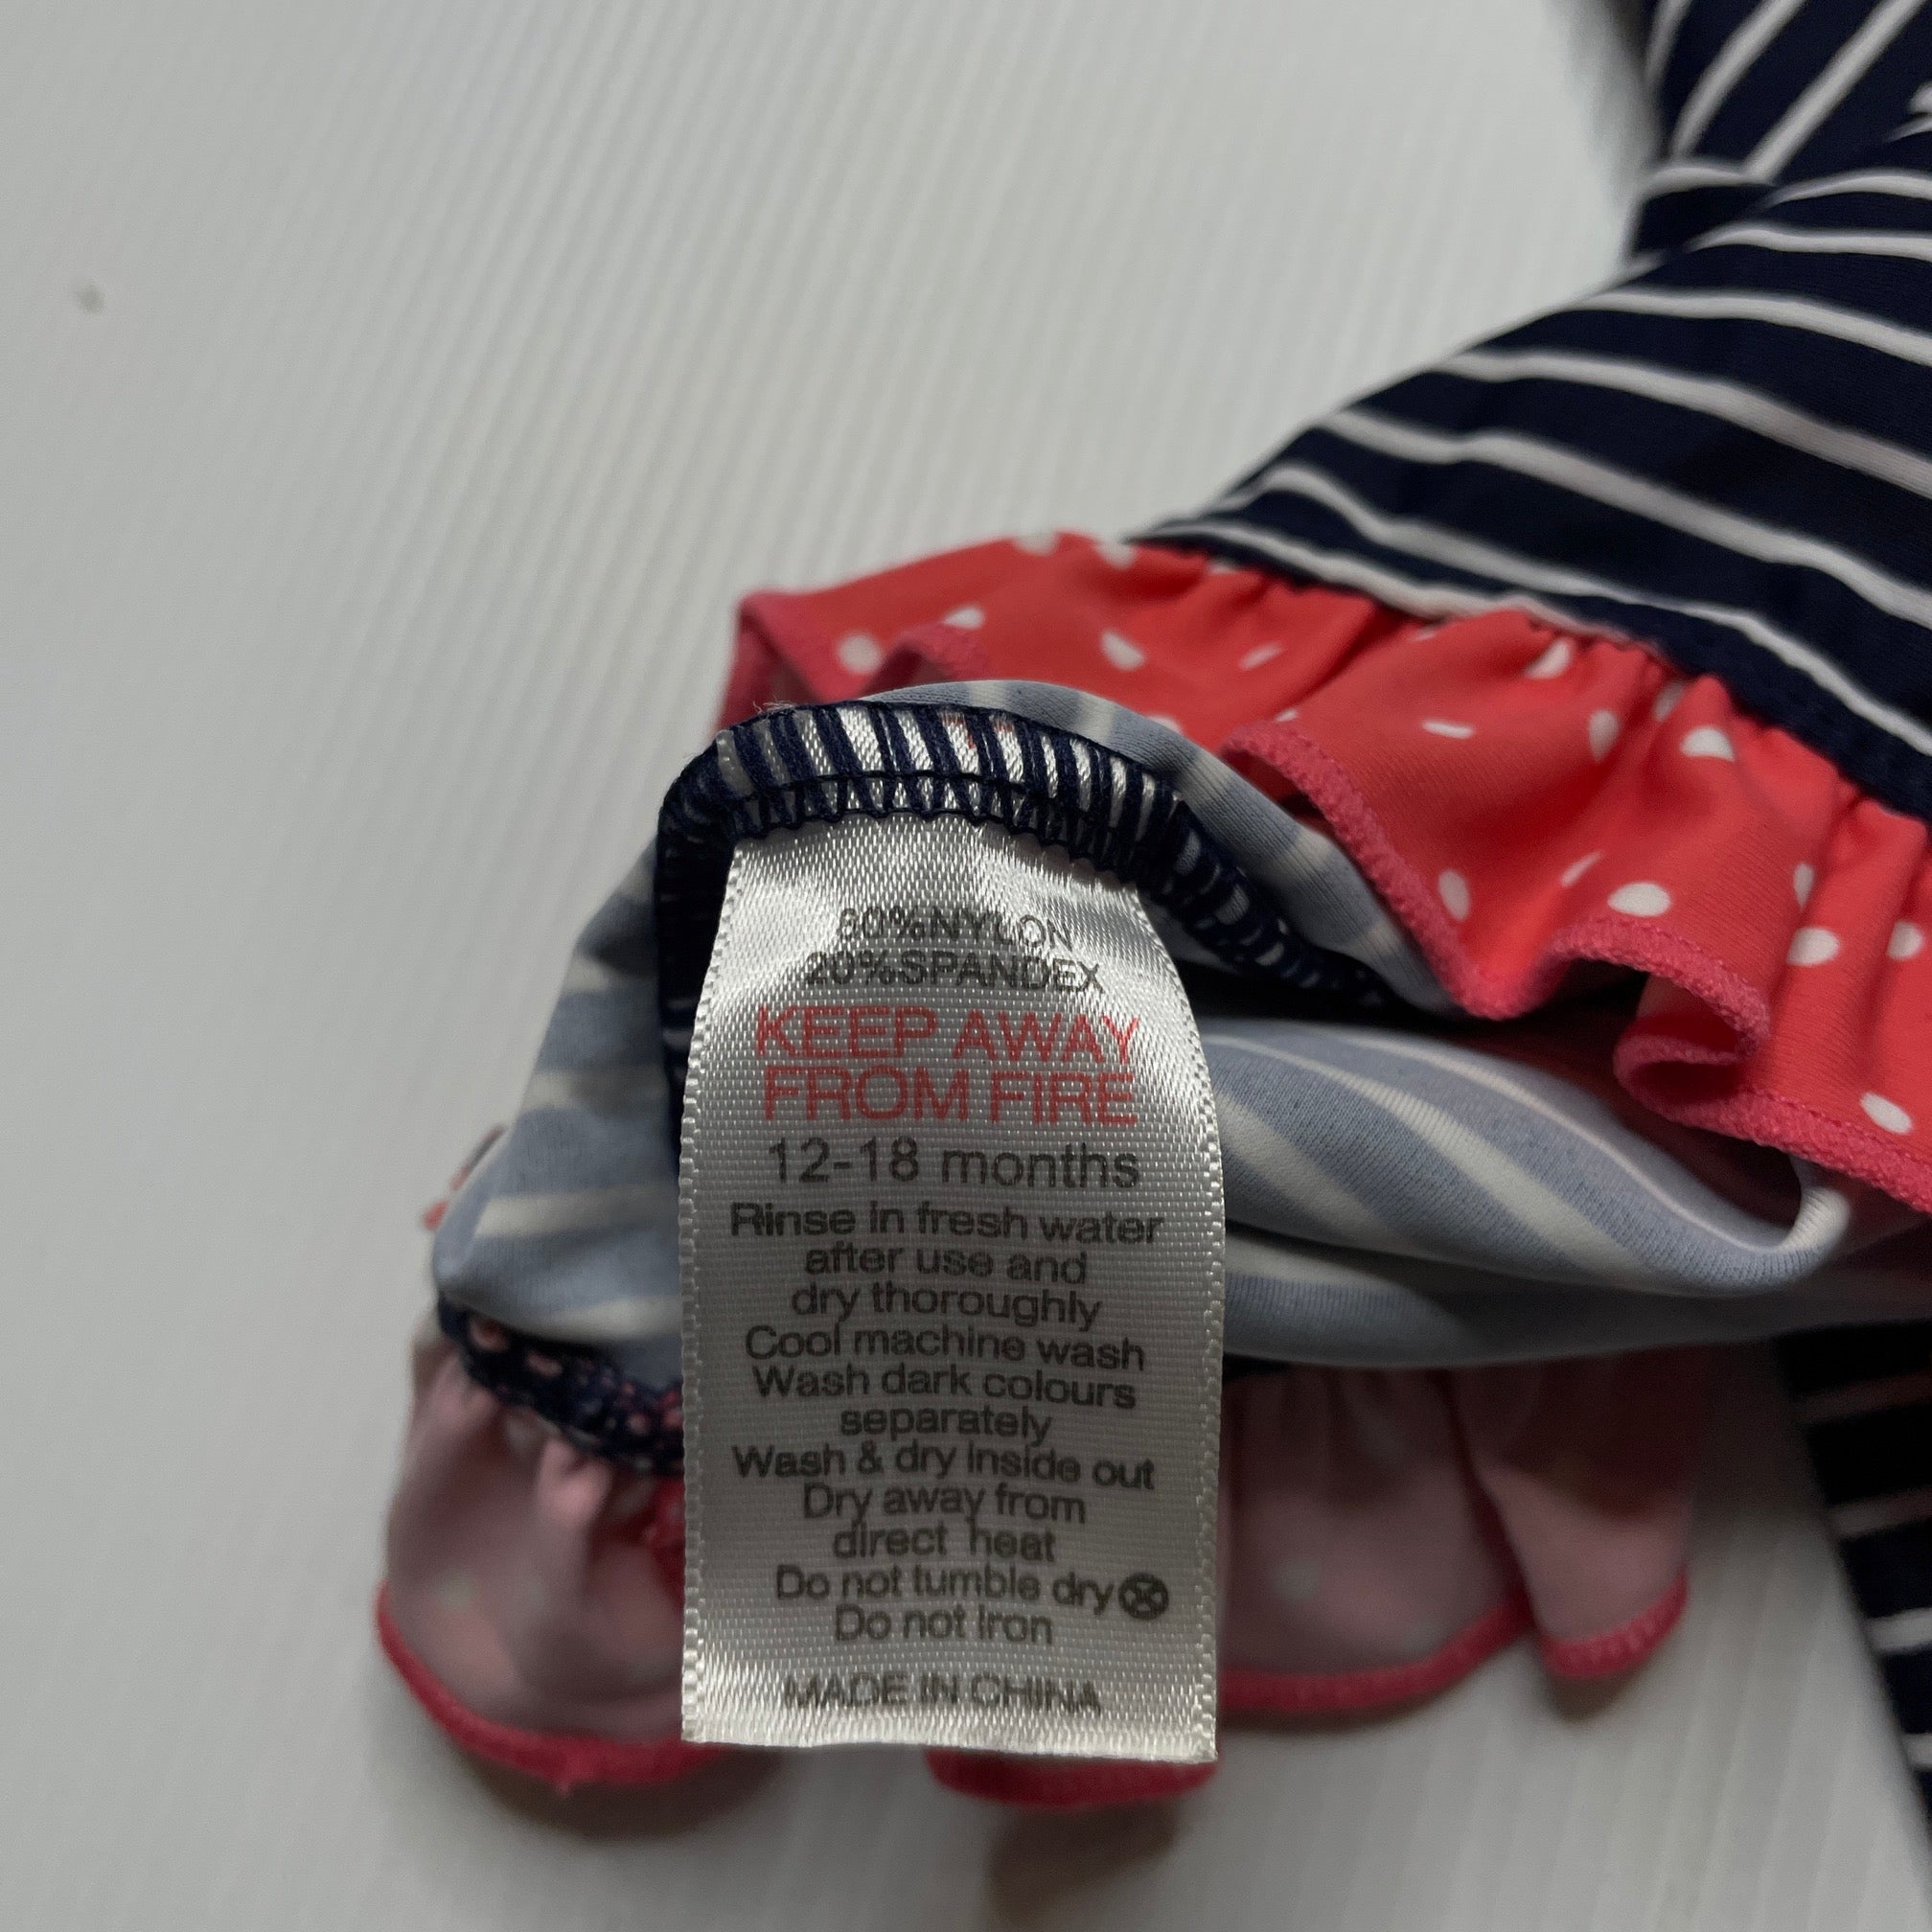 80%NYLON
20%SPANDEX
KEEP AWAY
FROM FIRE
12-18 months
Rinse in fresh water
after use and
dry thoroughly
Cool machine wash
Wash dark colours
separately
Wash & dry inside out
Dry away from
direct heat
Do not tumble dry
Do not iron
MADE IN CHINA